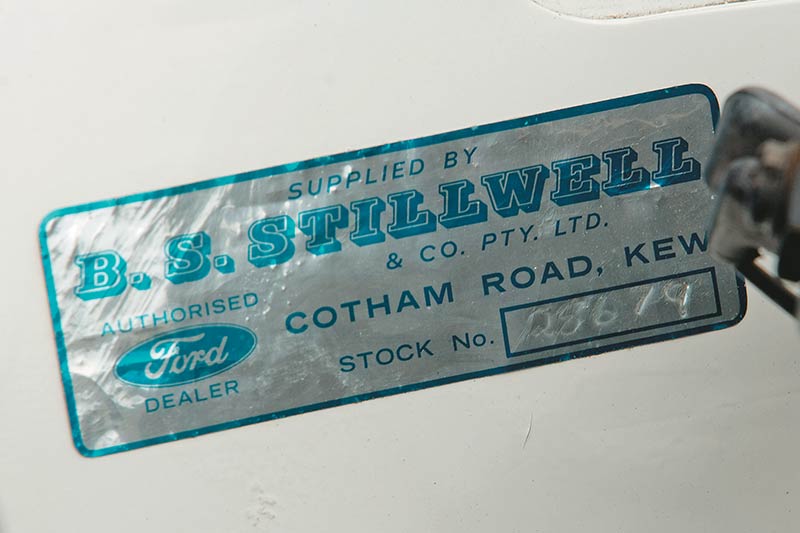 SUPPLIED BY
B. S. STILLWELL
& CO. PTY. LTD.
AUTHORISED
Ford
DEALER
COTHAM ROAD, KEW
STOCK No.